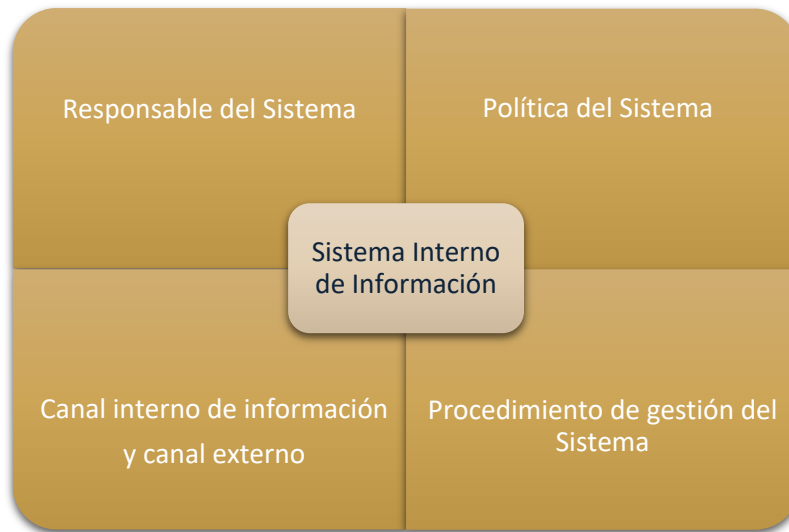 Responsable del Sistema
Política del Sistema
Sistema Interno
de Información
Canal interno de información
y canal externo
Procedimiento de gestión del
Sistema